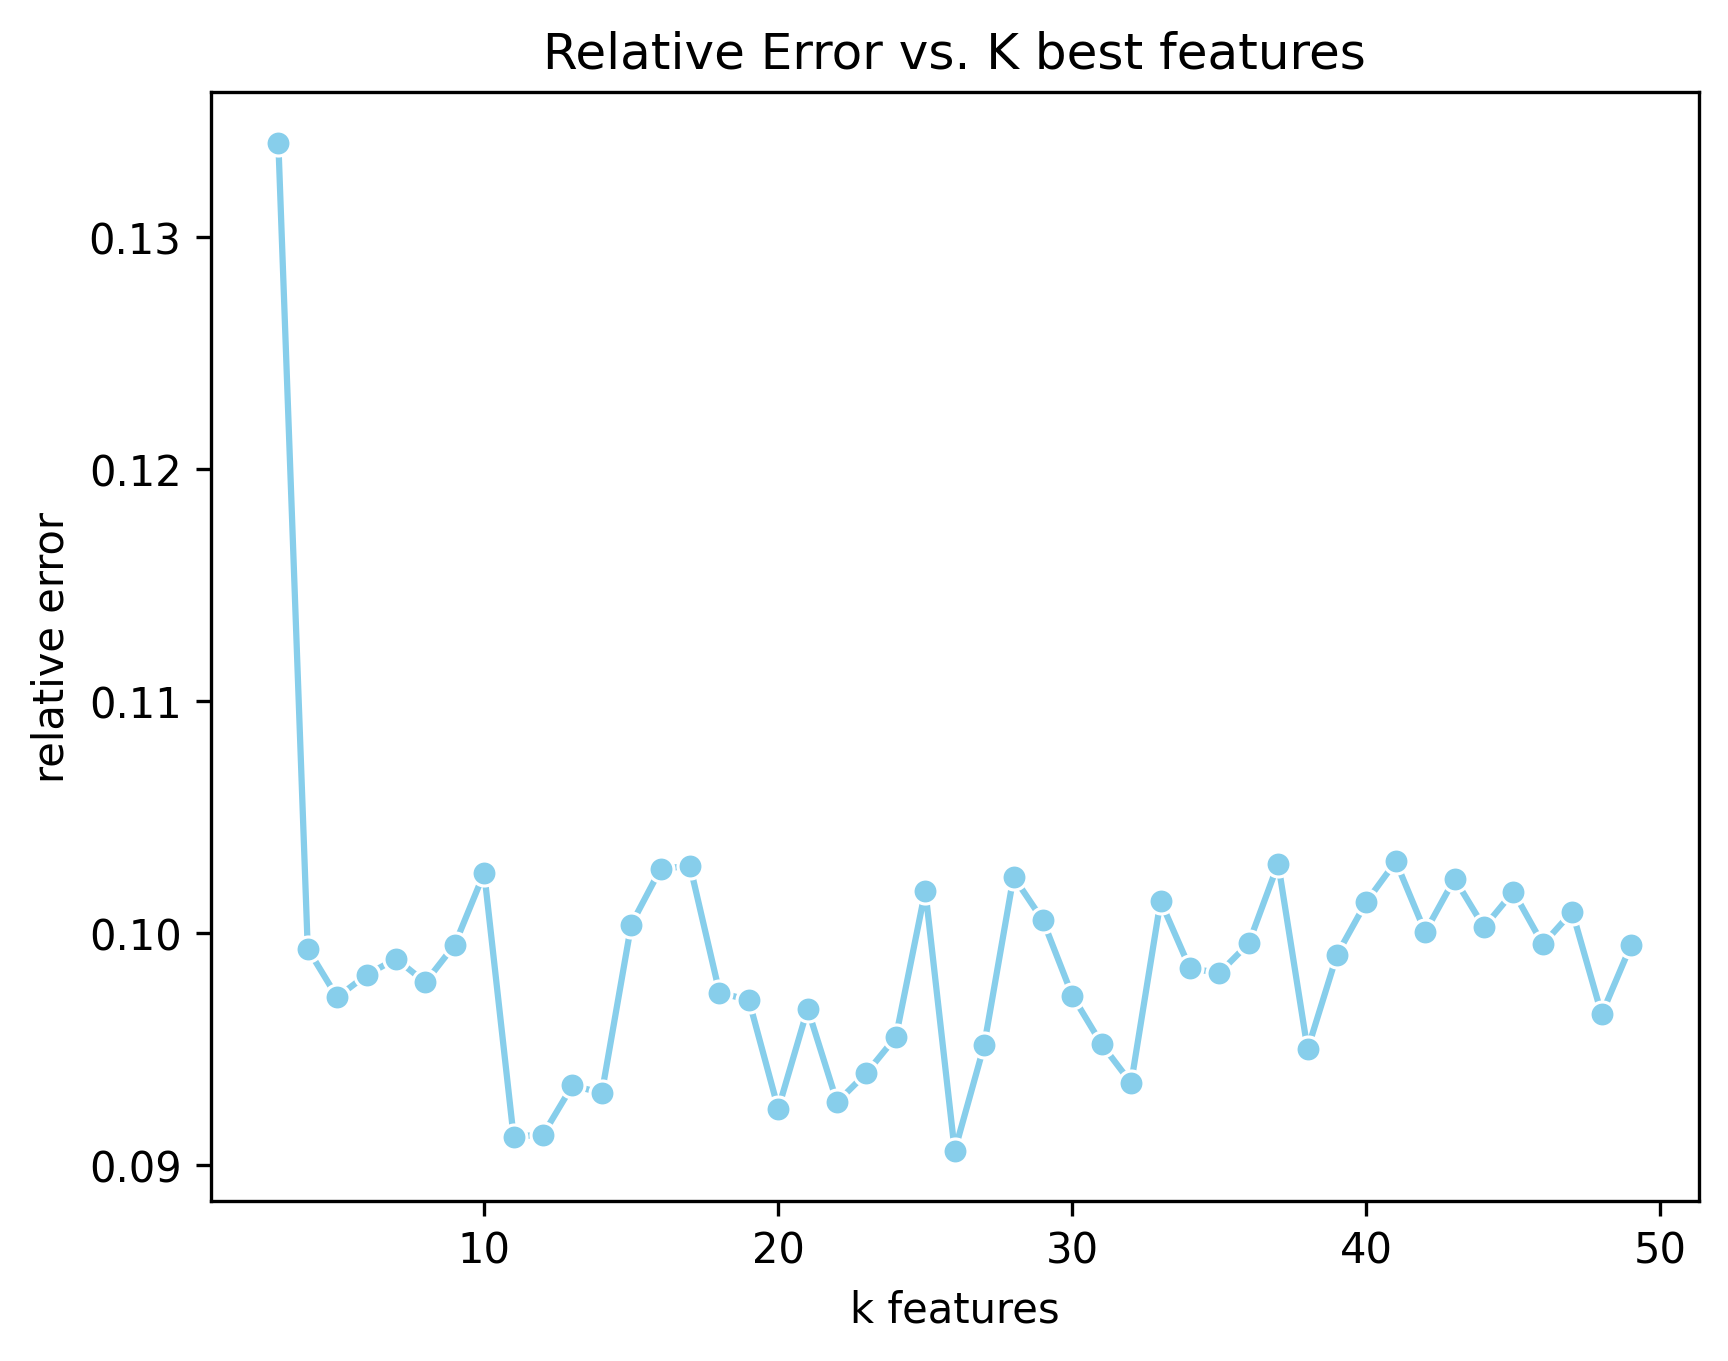 Relative Error vs. K best features
0.13
0.12
0.11
0.10
0.09
relative error
10 20 30 40 50
k features